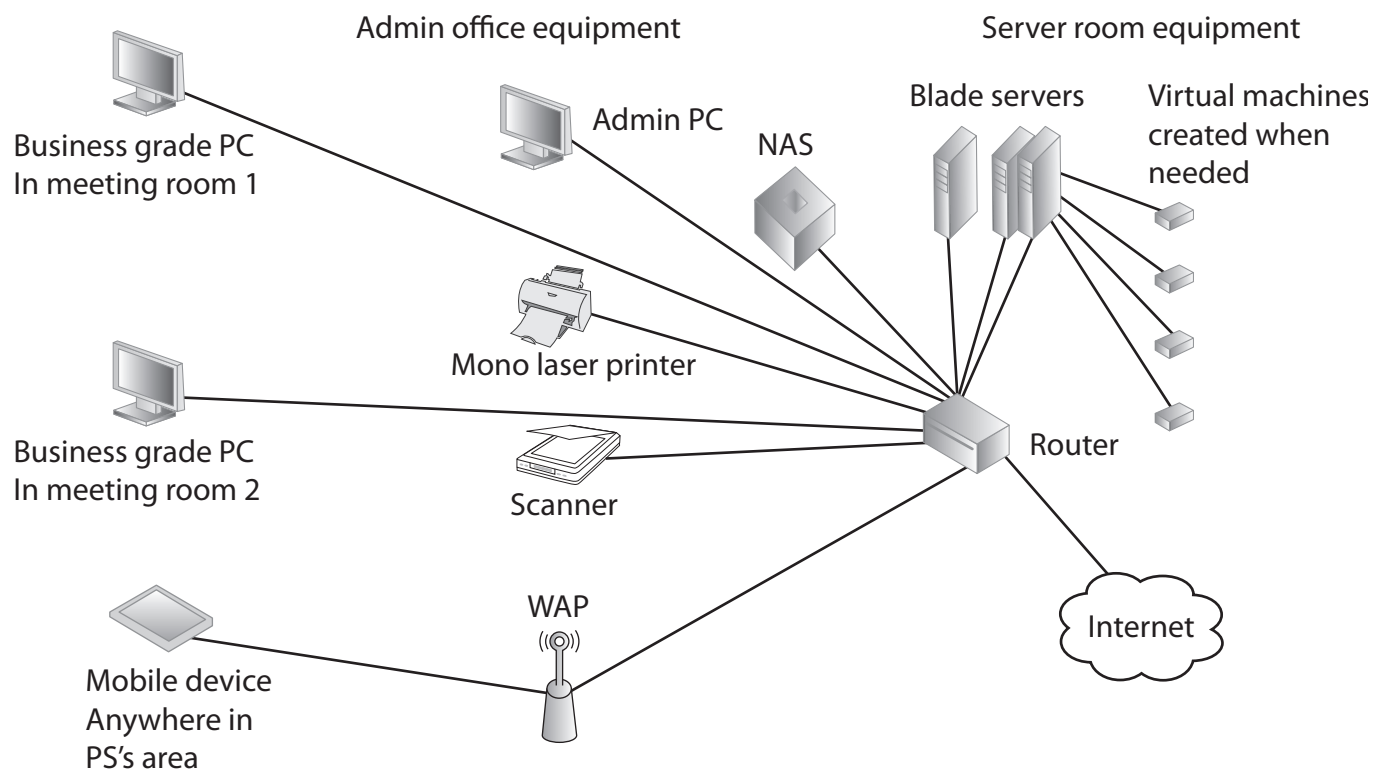 Admin office equipment
Server room equipment
Business grade PC
In meeting room 1
Admin PC
NAS
Blade servers
Virtual machines
created when
needed
Mono laser printer
Business grade PC
In meeting room 2
Scanner
Router
Mobile device
Anywhere in
PS's area
WAP
Internet